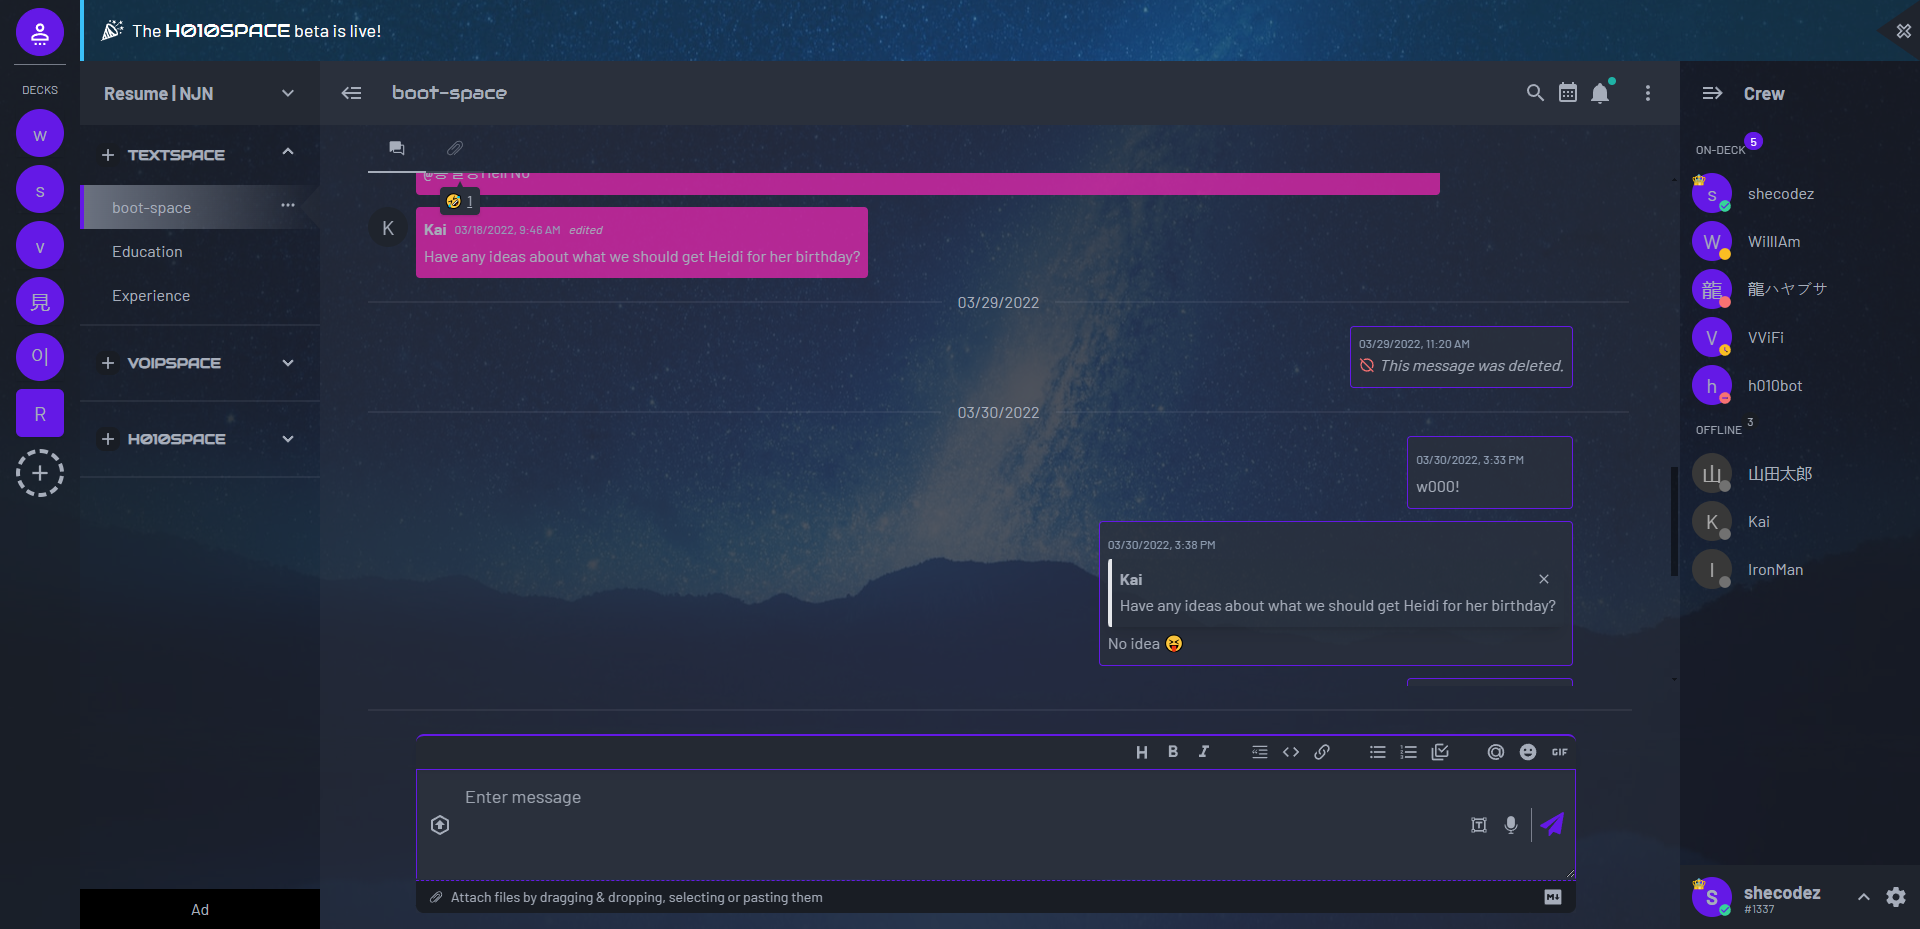 The H010SPACE beta is live!
DECKS
w
s
v
見
이
R
Resume | NJN
TEXTSPACE
boot-space
Education
Experience
VOIPSPACE
H010SPACE
Ad
boot-space
1
K
Kai 03/18/2022, 9:46 AM edited
Have any ideas about what we should get Heidi for her birthday?
03/29/2022
03/29/2022, 11:20 AM
This message was deleted.
03/30/2022
03/30/2022, 3:33 PM
w000!
03/30/2022, 3:38 PM
Kai
Have any ideas about what we should get Heidi for her birthday?
No idea 😝
H B I
GIF
Enter message
Attach files by dragging & dropping, selecting or pasting them
M
Crew
ON-DECK 5
s shecodez
W WillIAm
龍 龍ハヤブサ
V VViFi
h h010bot
OFFLINE 3
山 山田太郎
K Kai
I IronMan
S shecodez
#1337